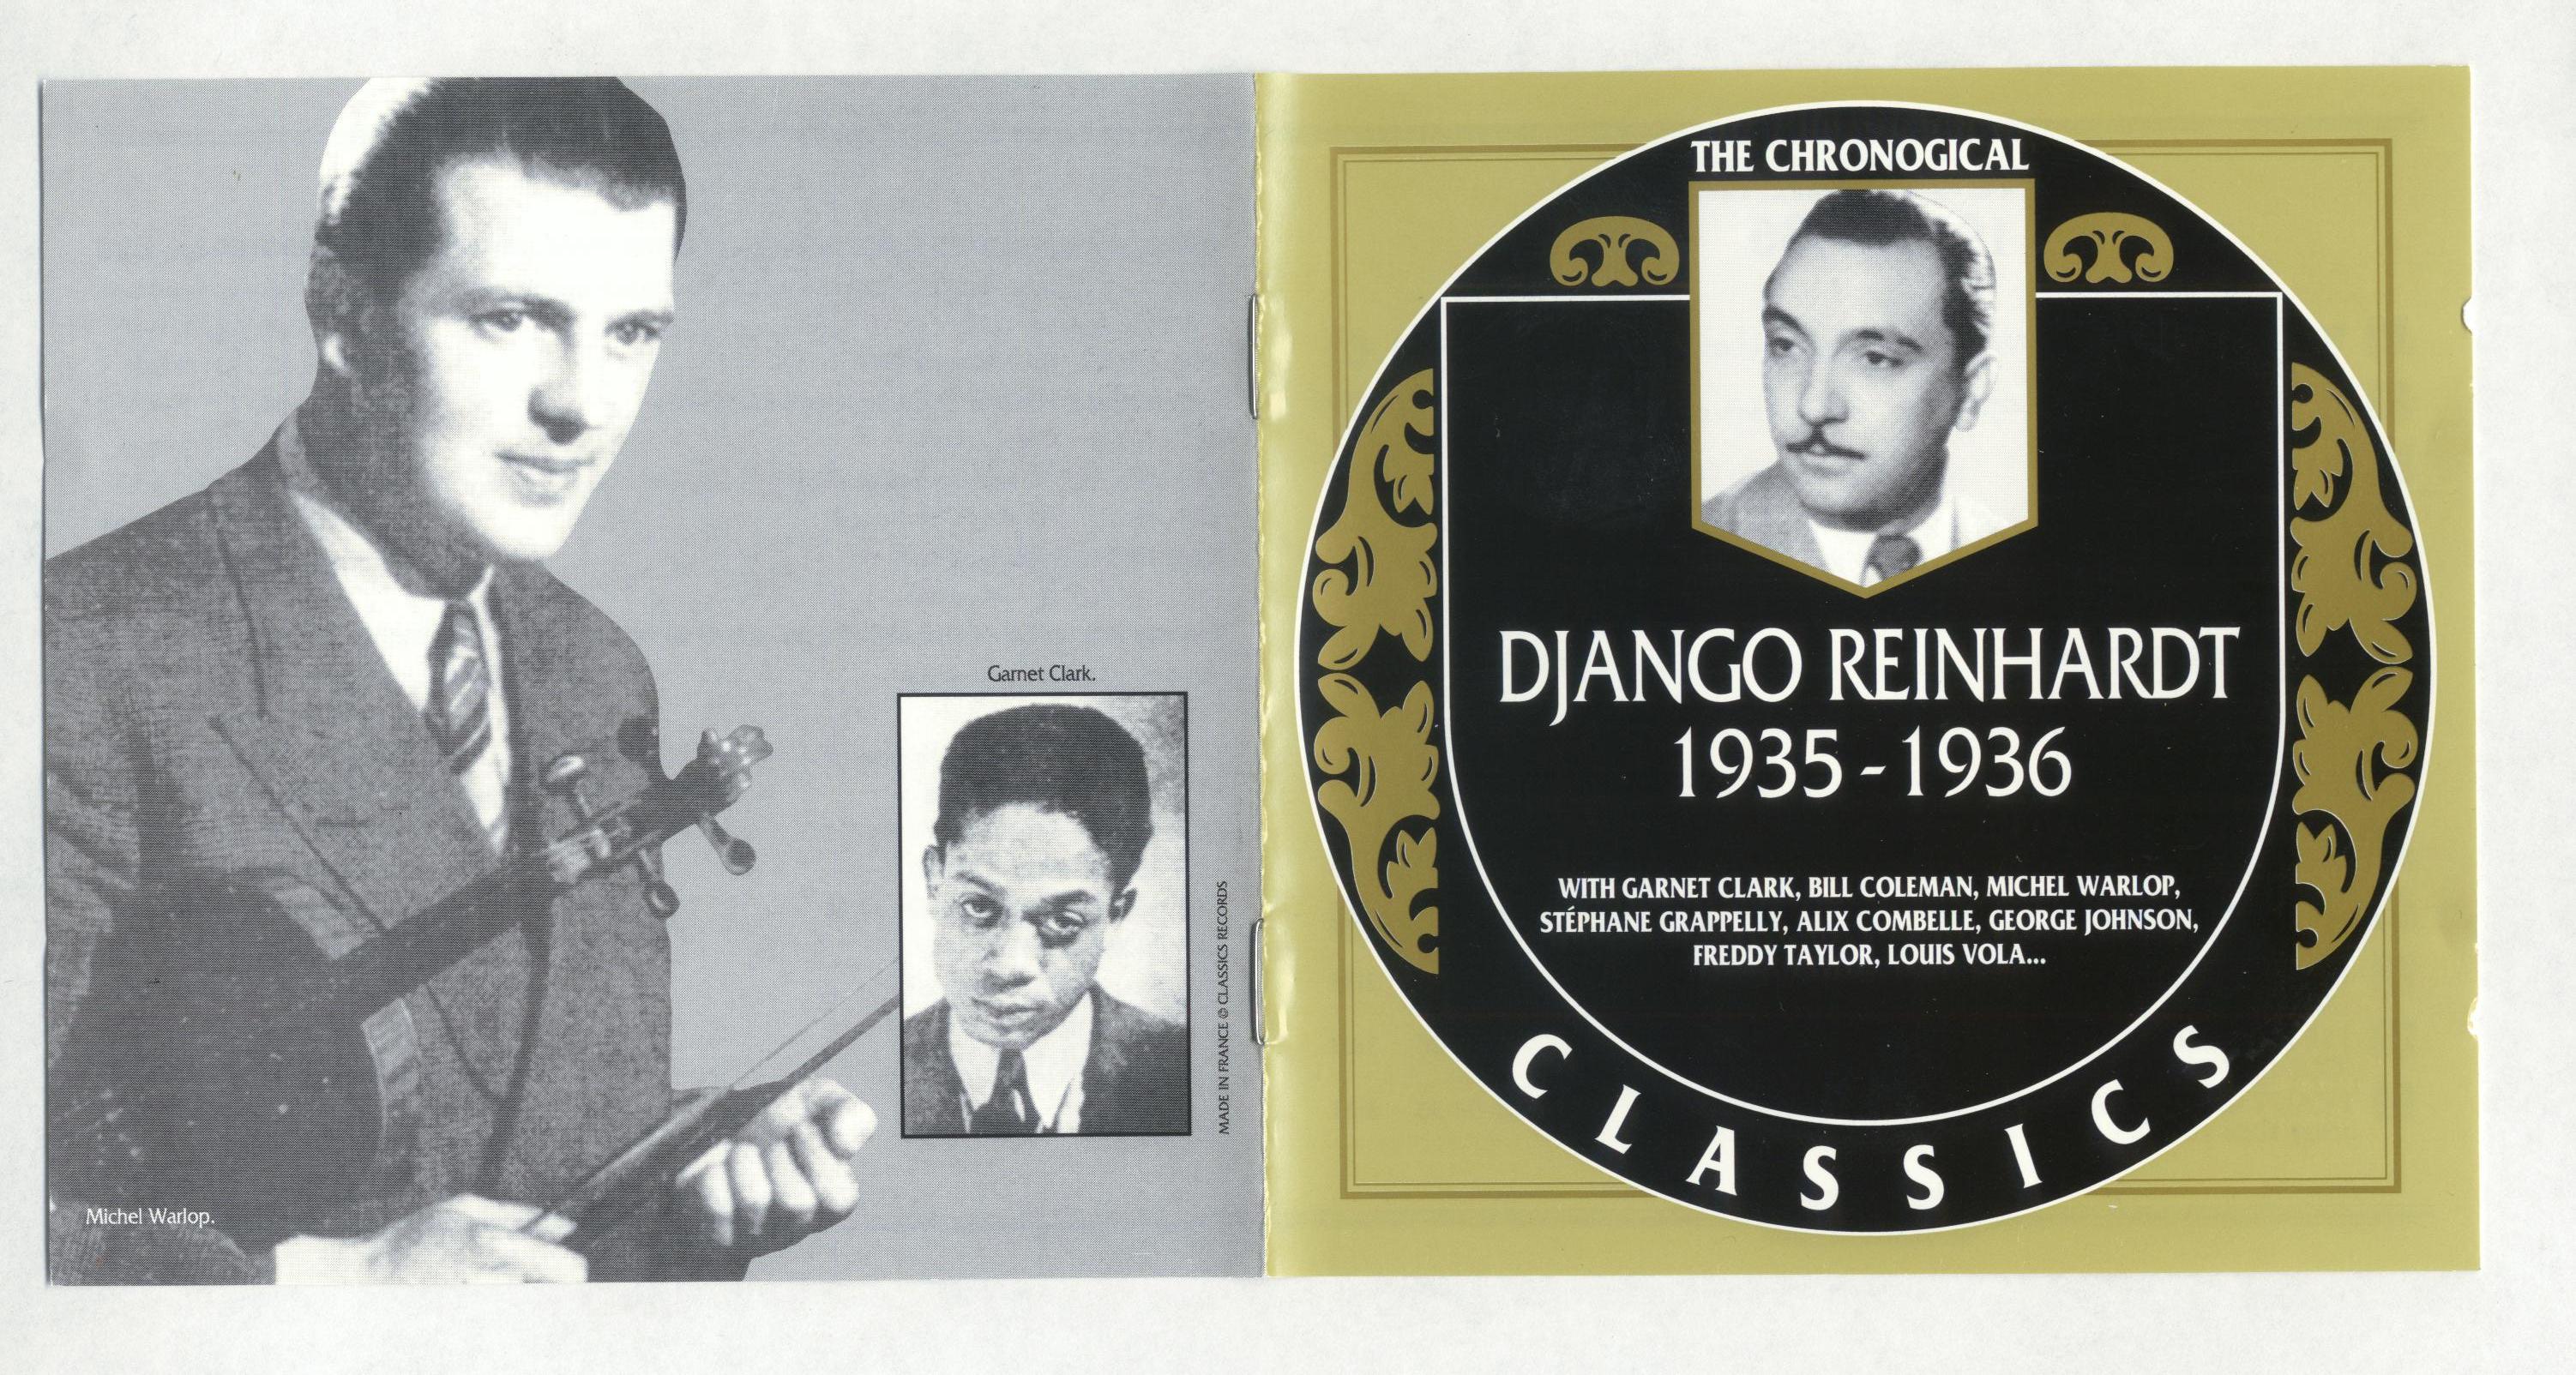 Garnet Clark.
Michel Warlop.
MADE IN FRANCE © CLASSICS RECORDS
THE CHRONOGICAL
DJANGO REINHARDT
1935 - 1936
WITH GARNET CLARK, BILL COLEMAN, MICHEL WARLOP,
STÉPHANE GRAPPELLY, ALIX COMBELLE, GEORGE JOHNSON,
FREDDY TAYLOR, LOUIS VOLA...
CLASSICS